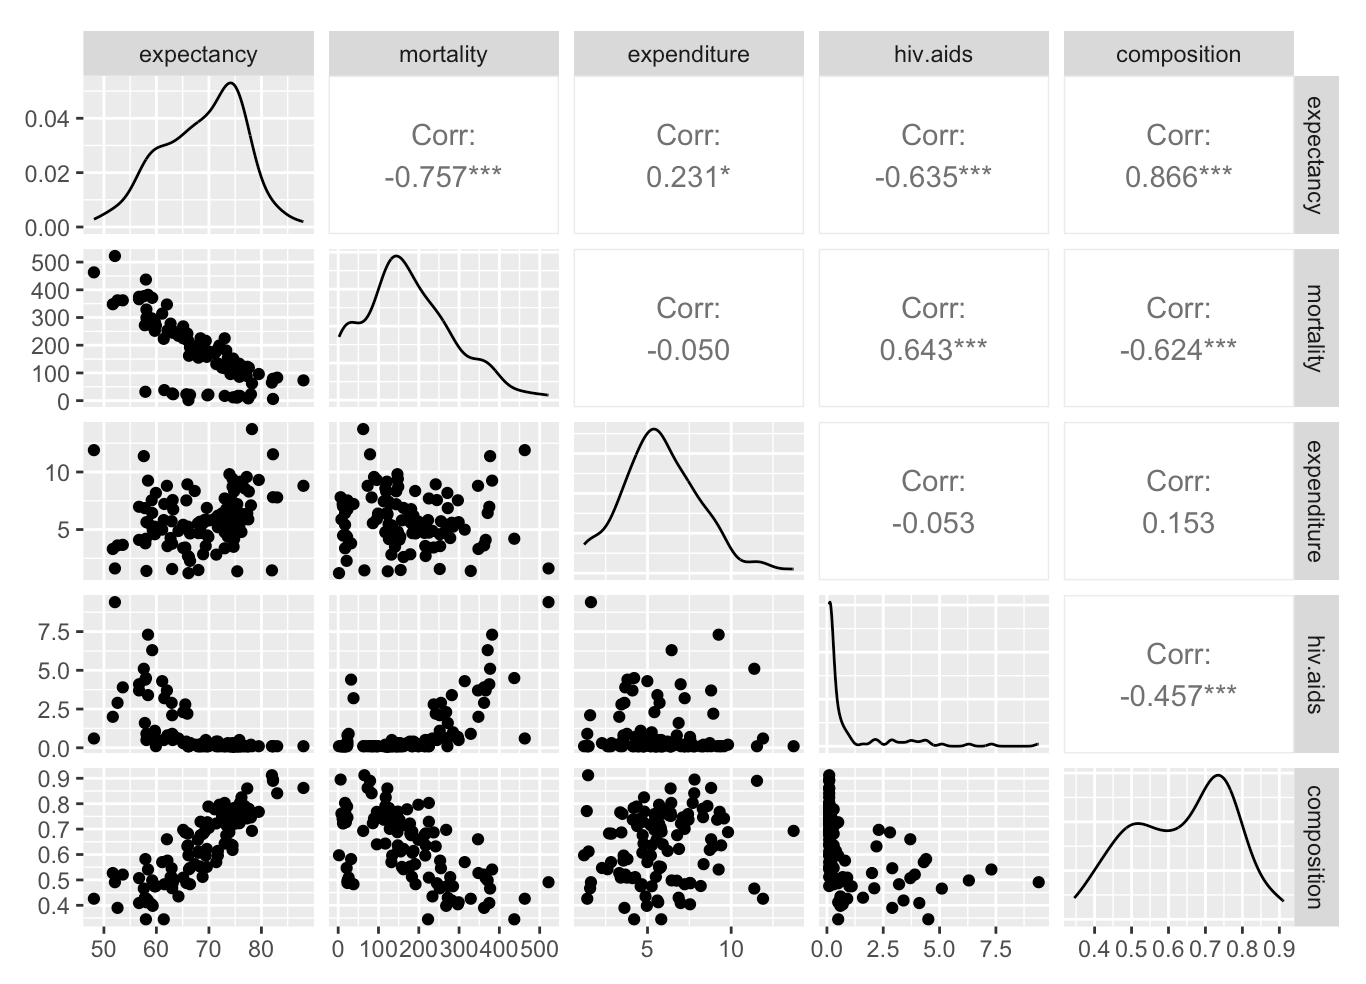 expectancy mortality expenditure hiv.aids composition
0.04
0.02
0.00
Corr:
-0.757***
Corr:
0.231*
Corr:
-0.635***
Corr:
0.866***
expectancy
500
400
300
200
100
0
Corr:
-0.050
Corr:
0.643***
Corr:
-0.624***
mortality
10
5
Corr:
-0.053
Corr:
0.153
expenditure
7.5
5.0
2.5
0.0
Corr:
-0.457***
hiv.aids
0.9
0.8
0.7
0.6
0.5
0.4
composition
50 60 70 80 0 100 200 300 400 500 5 10 0.0 2.5 5.0 7.5 0.4 0.5 0.6 0.7 0.8 0.9